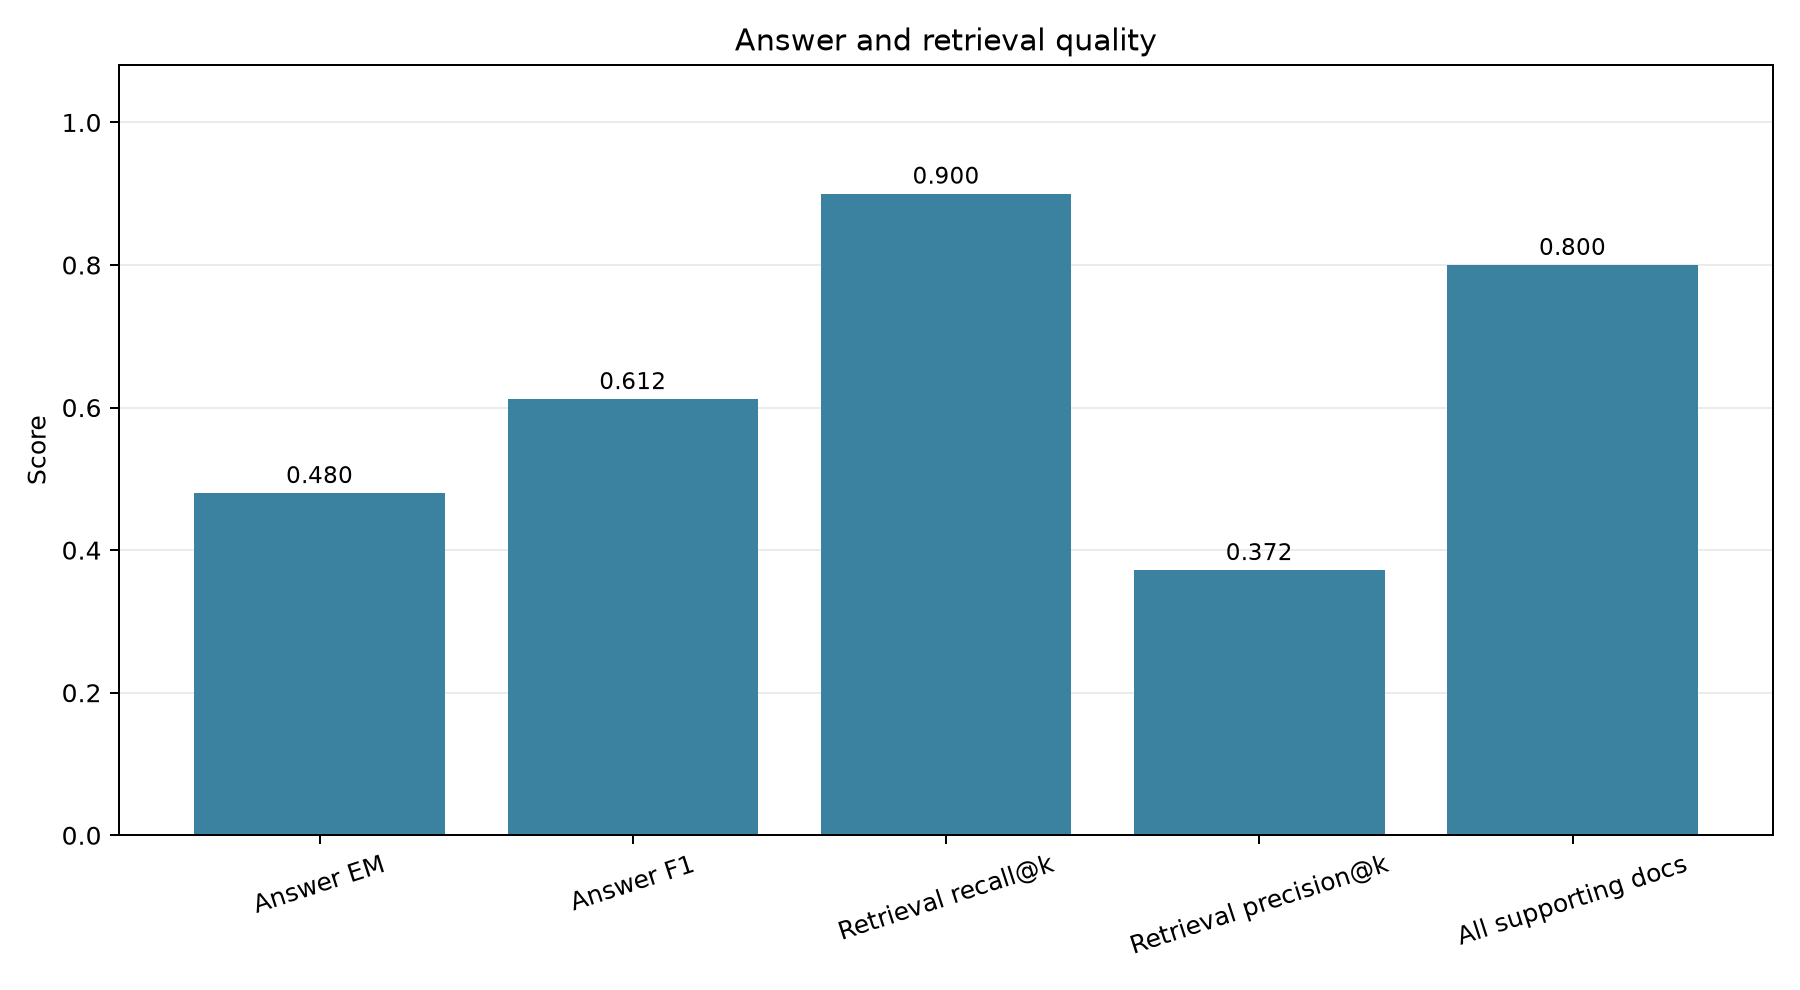 Answer and retrieval quality
Score
1.0
0.8
0.6
0.4
0.2
0.0
0.480
0.612
0.900
0.372
0.800
Answer EM
Answer F1
Retrieval recall@k
Retrieval precision@k
All supporting docs